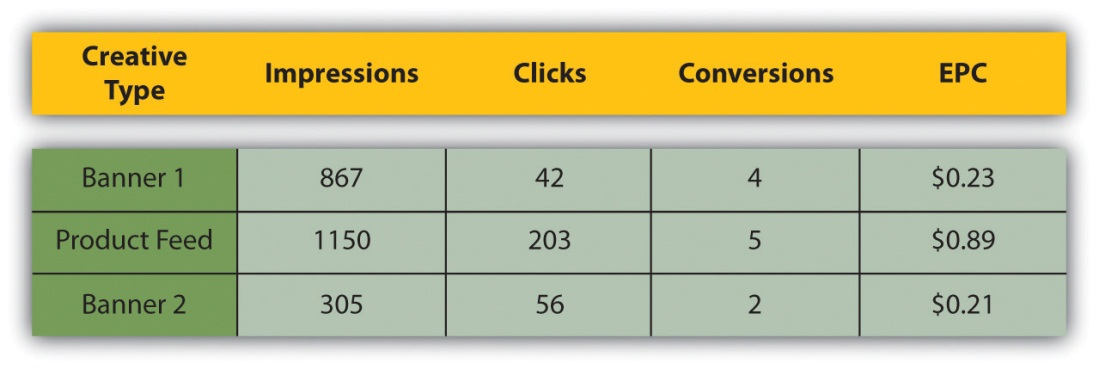 Creative
Type Impressions Clicks Conversions EPC
Banner 1 867 42 4 $0.23
Product Feed 1150 203 5 $0.89
Banner 2 305 56 2 $0.21